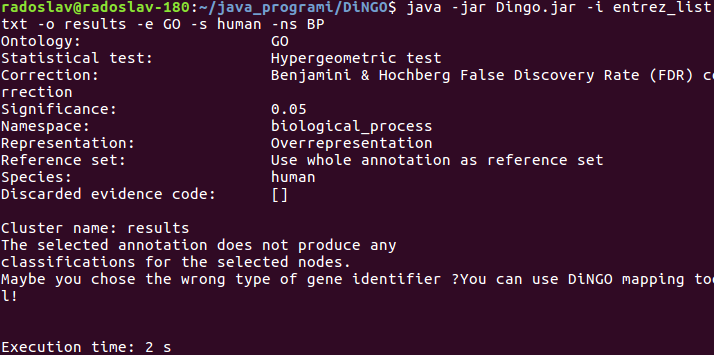 radoslav@radoslav-180:~/java_programi/DiNGO$ java -jar Dingo.jar -i entrez_list
txt -o results -e GO -s human -ns BP
Ontology: GO
Statistical test: Hypergeometric test
Correction: Benjamini & Hochberg False Discovery Rate (FDR) co
rrection
Significance: 0.05
Namespace: biological_process
Representation: Overrepresentation
Reference set: Use whole annotation as reference set
Species: human
Discarded evidence code: []
Cluster name: results
The selected annotation does not produce any
classifications for the selected nodes.
Maybe you chose the wrong type of gene identifier ?You can use DiNGO mapping too
l!
Execution time: 2 s